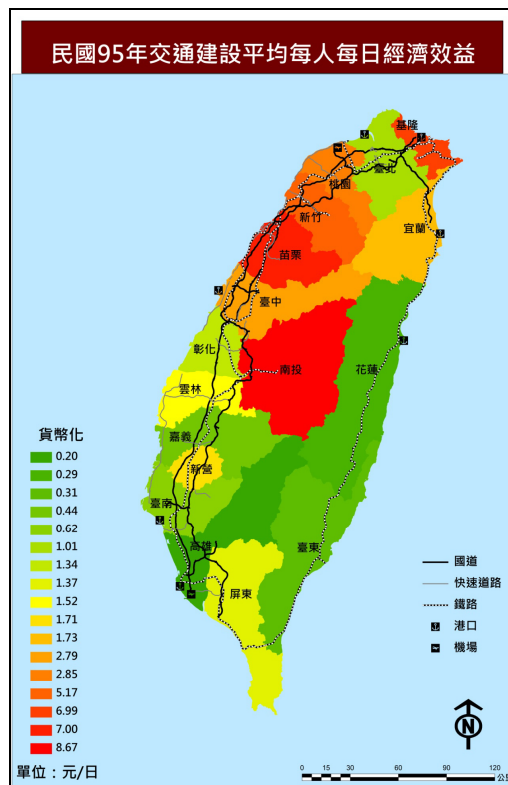 民國95年交通建設平均每人每日經濟效益
基隆
臺北
桃園
新竹
宜蘭
苗栗
臺中
彰化
南投
花蓮
雲林
嘉義
新營
臺南
高雄
臺東
屏東
貨幣化
0.20
0.29
0.31
0.44
0.62
1.01
1.34
1.37
1.52
1.71
1.73
2.79
2.85
5.17
6.99
7.00
8.67
單位：元/日
國道
快速道路
鐵路
港口
機場
N
0 15 30 60 90 120
公里